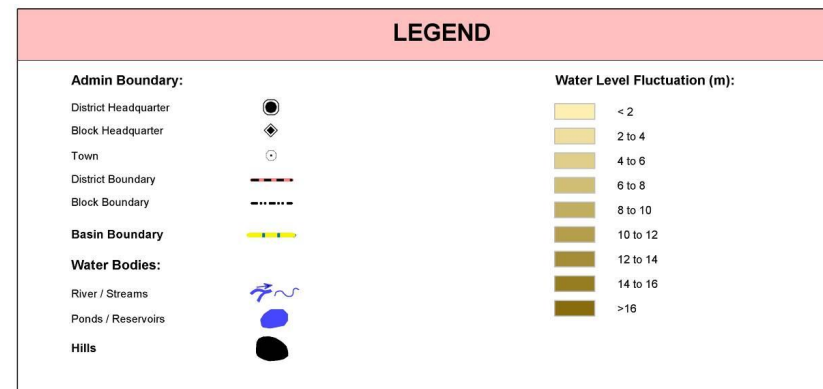 LEGEND
Admin Boundary:
District Headquarter
Block Headquarter
Town
District Boundary
Block Boundary
Basin Boundary
Water Bodies:
River / Streams
Ponds / Reservoirs
Hills
Water Level Fluctuation (m):
< 2
2 to 4
4 to 6
6 to 8
8 to 10
10 to 12
12 to 14
14 to 16
>16